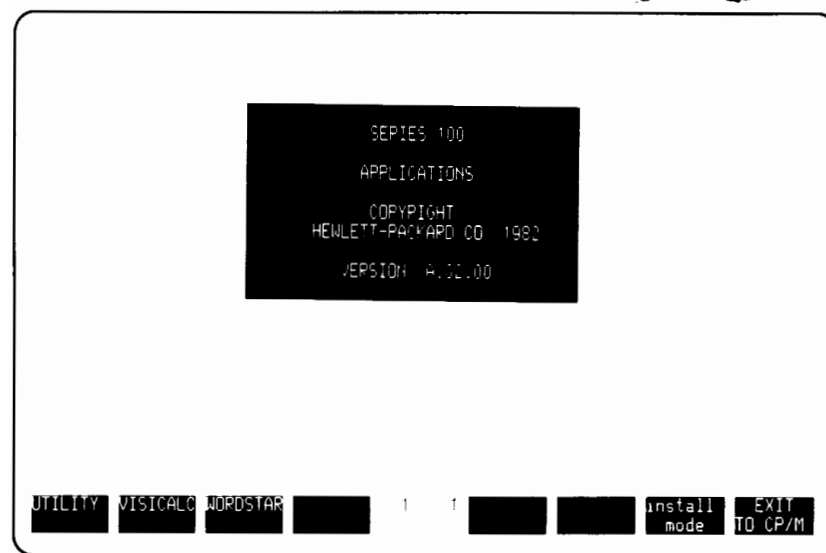 SERIES 100
APPLICATIONS
COPYRIGHT
HEWLETT-PACKARD CO 1982
VERSION A.02.00
UTILITY VISICALC WORDSTAR 1 1 install mode EXIT TO CP/M